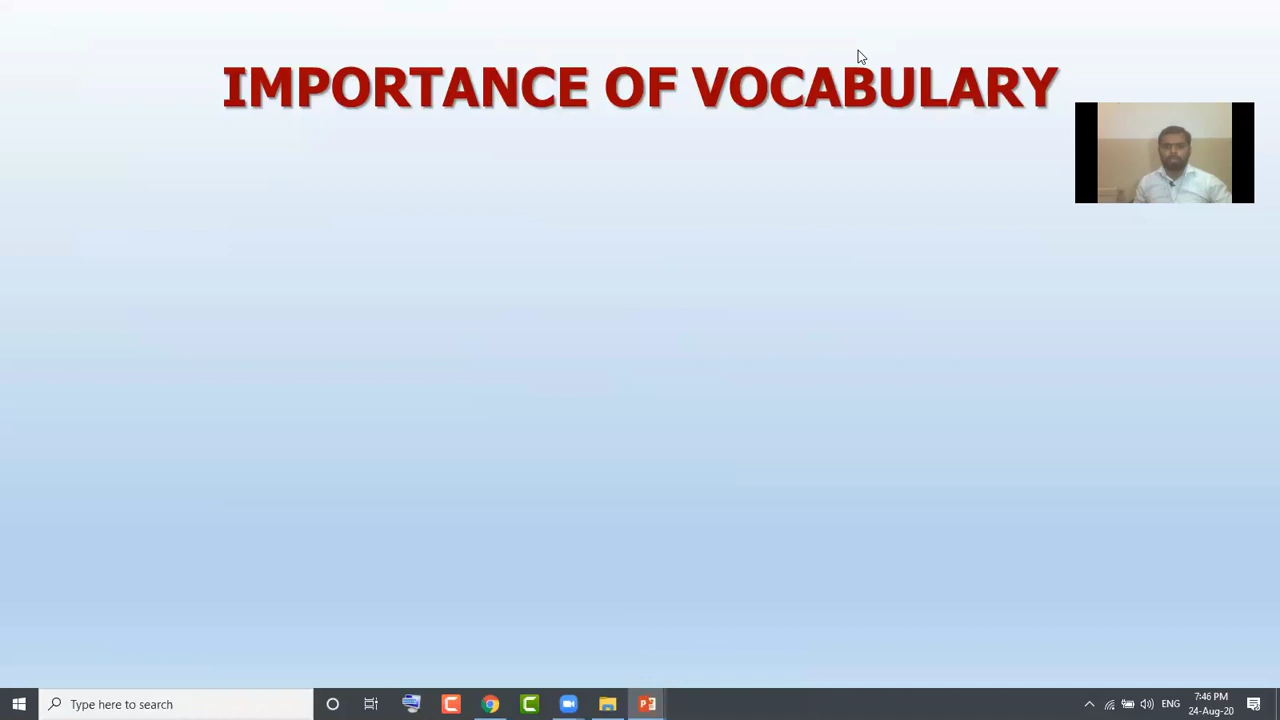 IMPORTANCE OF VOCABULARY
Type here to search
ENG
7:46 PM
24-Aug-20